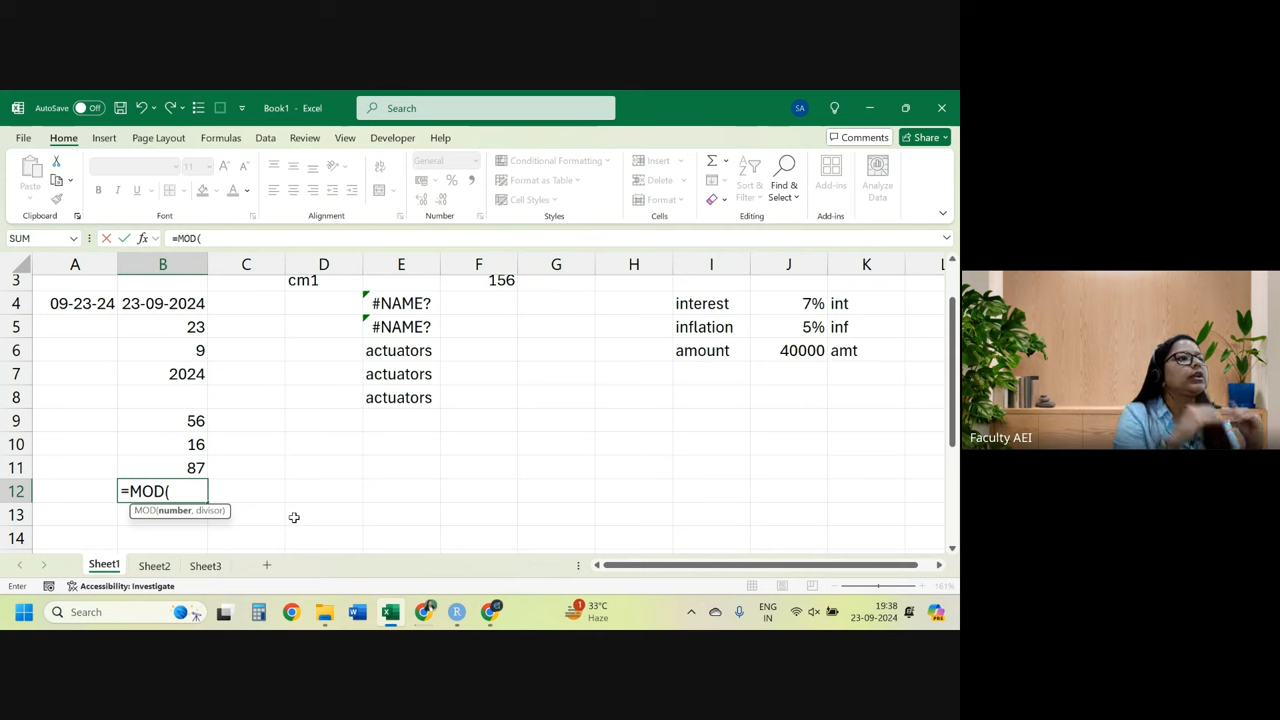 AutoSave Off Book1 - Excel Search SA
File Home Insert Page Layout Formulas Data Review View Developer Help Comments Share
General Conditional Formatting Insert
Paste 11 Format as Table Delete Sort & Find & Add-ins Analyze
B I U A Cell Styles Format Filter Select Data
Clipboard Font Alignment Number Styles Cells Editing Add-ins
SUM fx =MOD(
A B C D E F G H I J K L
3 cm1 156
4 09-23-24 23-09-2024 #NAME? interest 7% int
5 23 #NAME? inflation 5% inf
6 9 actuators amount 40000 amt
7 2024 actuators
8 actuators
9 56
10 16
11 87
12 =MOD(
MOD(number, divisor)
13
14
Sheet1 Sheet2 Sheet3
Enter Accessibility: Investigate 161%
Search 1 33°C Haze ENG IN 19:38 23-09-2024
Faculty AEI